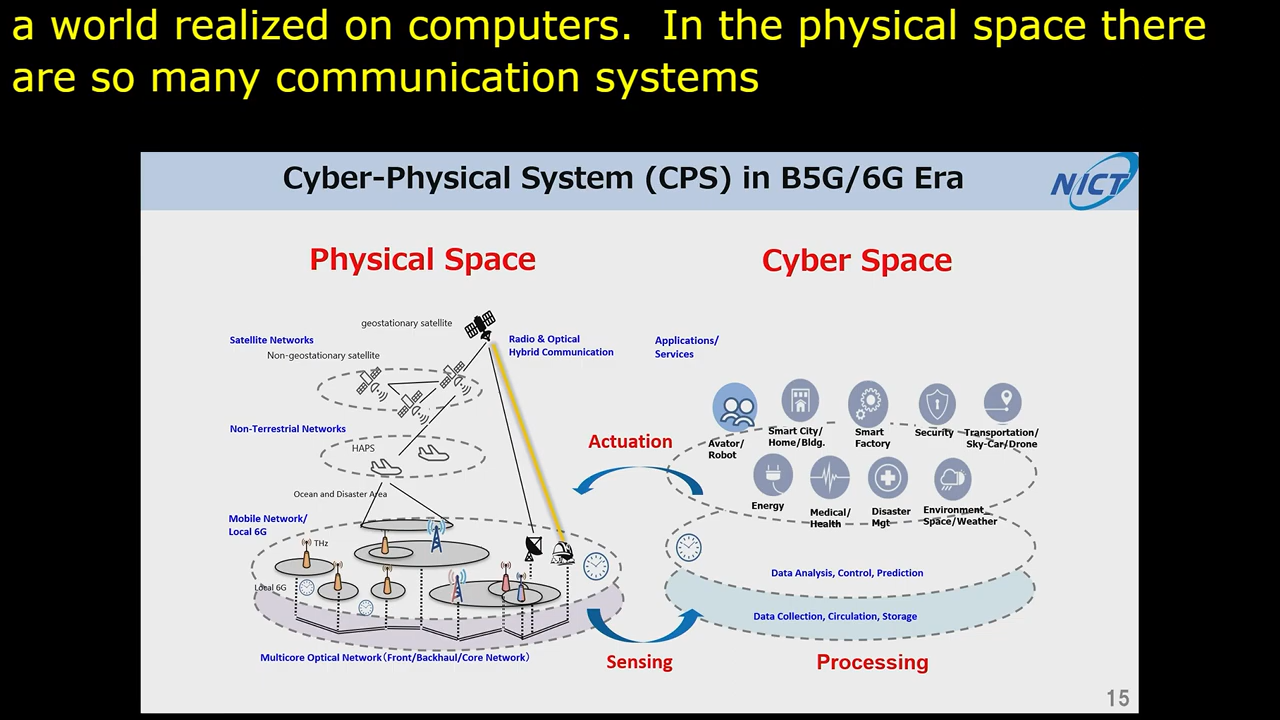 a world realized on computers.  In the physical space there
are so many communication systems
Cyber-Physical System (CPS) in B5G/6G Era
NICT
Physical Space
Cyber Space
geostationary satellite
Satellite Networks
Non-geostationary satellite
Radio & Optical
Hybrid Communication
Applications/
Services
Non-Terrestrial Networks
HAPS
Actuation
Avator/
Robot
Smart City/
Home/Bldg.
Smart
Factory
Security
Transportation/
Sky-Car/Drone
Ocean and Disaster Area
Energy
Medical/
Health
Disaster
Mgt
Environment
Space/Weather
Mobile Network/
Local 6G
THz
Local 6G
Data Analysis, Control, Prediction
Data Collection, Circulation, Storage
Multicore Optical Network(Front/Backhaul/Core Network)
Sensing
Processing
15